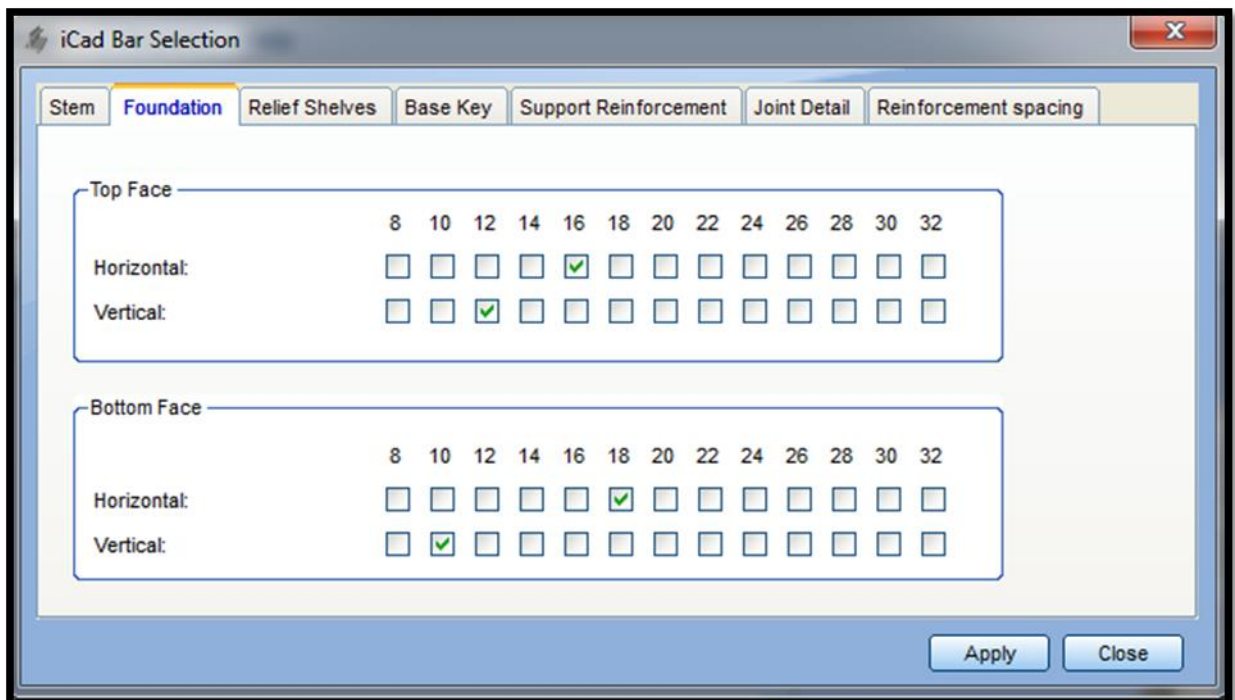 iCad Bar Selection
Stem Foundation Relief Shelves Base Key Support Reinforcement Joint Detail Reinforcement spacing
Top Face
8 10 12 14 16 18 20 22 24 26 28 30 32
Horizontal:
Vertical:
Bottom Face
8 10 12 14 16 18 20 22 24 26 28 30 32
Horizontal:
Vertical:
Apply Close